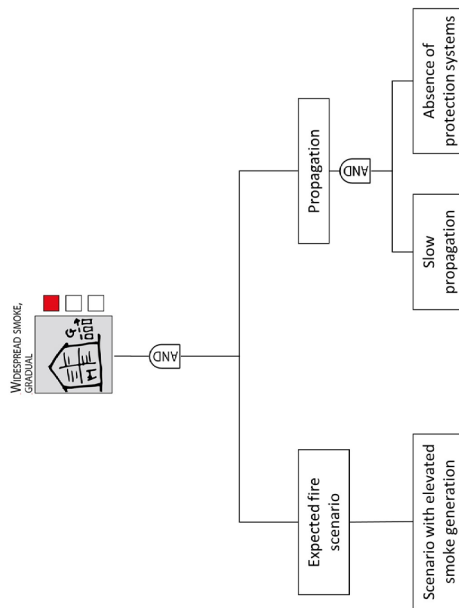 WIDESPREAD SMOKE,
GRADUAL
M
G
AND
Expected fire
scenario
Propagation
AND
Scenario with elevated
smoke generation
Slow
propagation
Absence of
protection systems